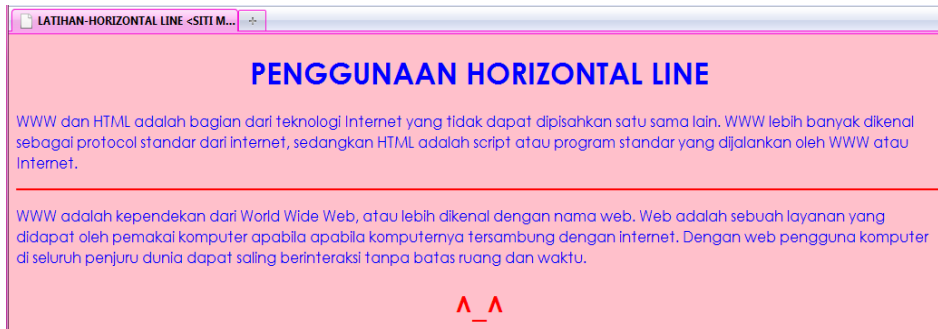 LATIHAN-HORIZONTAL LINE <SITI M...
PENGGUNAAN HORIZONTAL LINE
WWW dan HTML adalah bagian dari teknologi Internet yang tidak dapat dipisahkan satu sama lain. WWW lebih banyak dikenal
sebagai protocol standar dari internet, sedangkan HTML adalah script atau program standar yang dijalankan oleh WWW atau
Internet.
WWW adalah kependekan dari World Wide Web, atau lebih dikenal dengan nama web. Web adalah sebuah layanan yang
didapat oleh pemakai komputer apabila apabila komputernya tersambung dengan internet. Dengan web pengguna komputer
di seluruh penjuru dunia dapat saling berinteraksi tanpa batas ruang dan waktu.
^_^